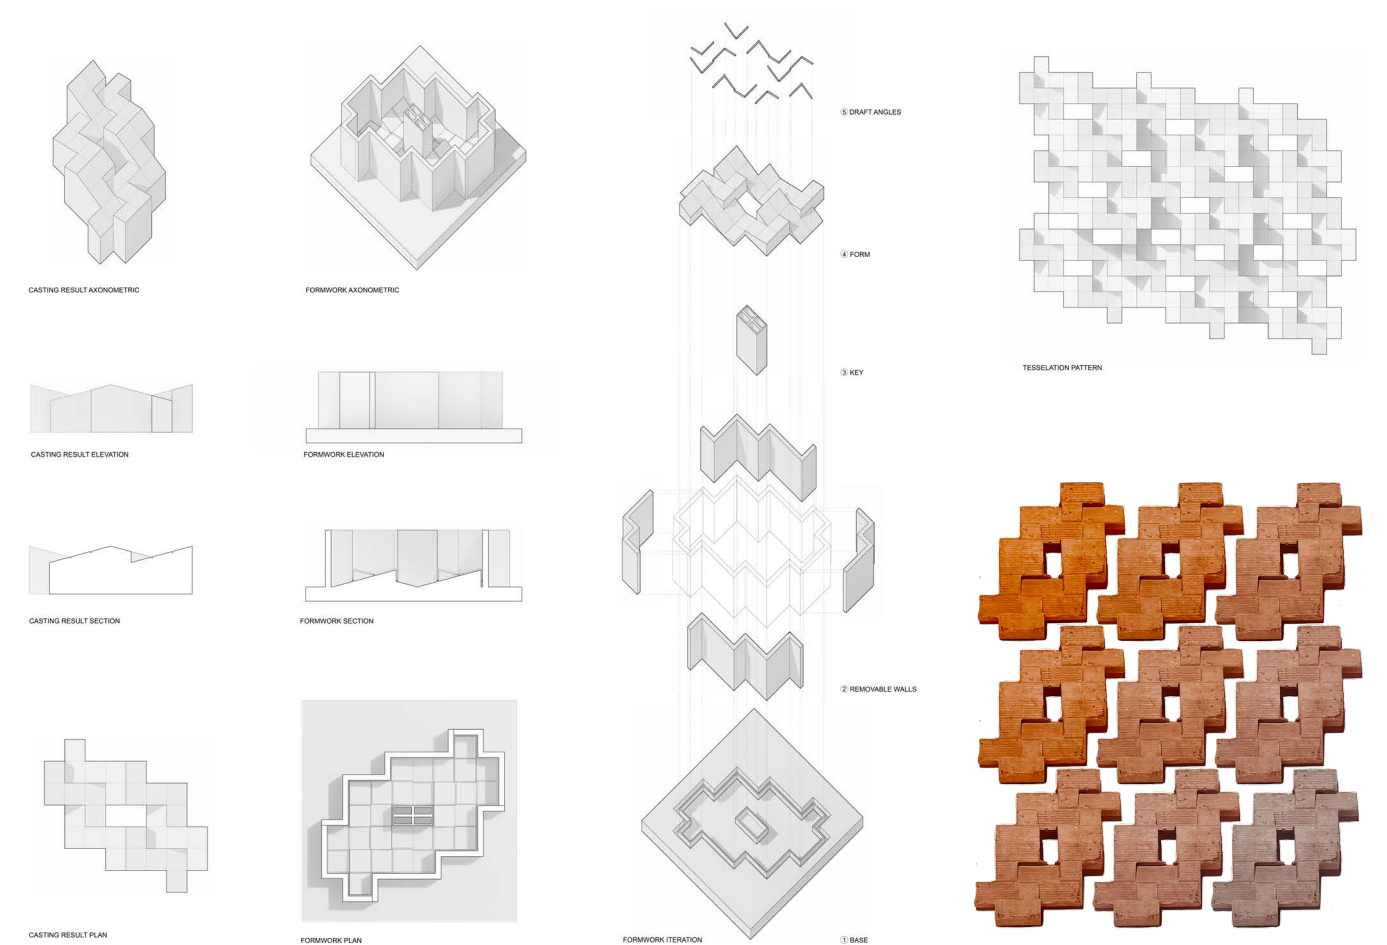 ⑤ DRAFT ANGLES
④ FORM
CASTING RESULT AXONOMETRIC
FORMWORK AXONOMETRIC
③ KEY
TESSELATION PATTERN
CASTING RESULT ELEVATION
FORMWORK ELEVATION
CASTING RESULT SECTION
FORMWORK SECTION
② REMOVABLE WALLS
CASTING RESULT PLAN
FORMWORK PLAN
FORMWORK ITERATION
① BASE